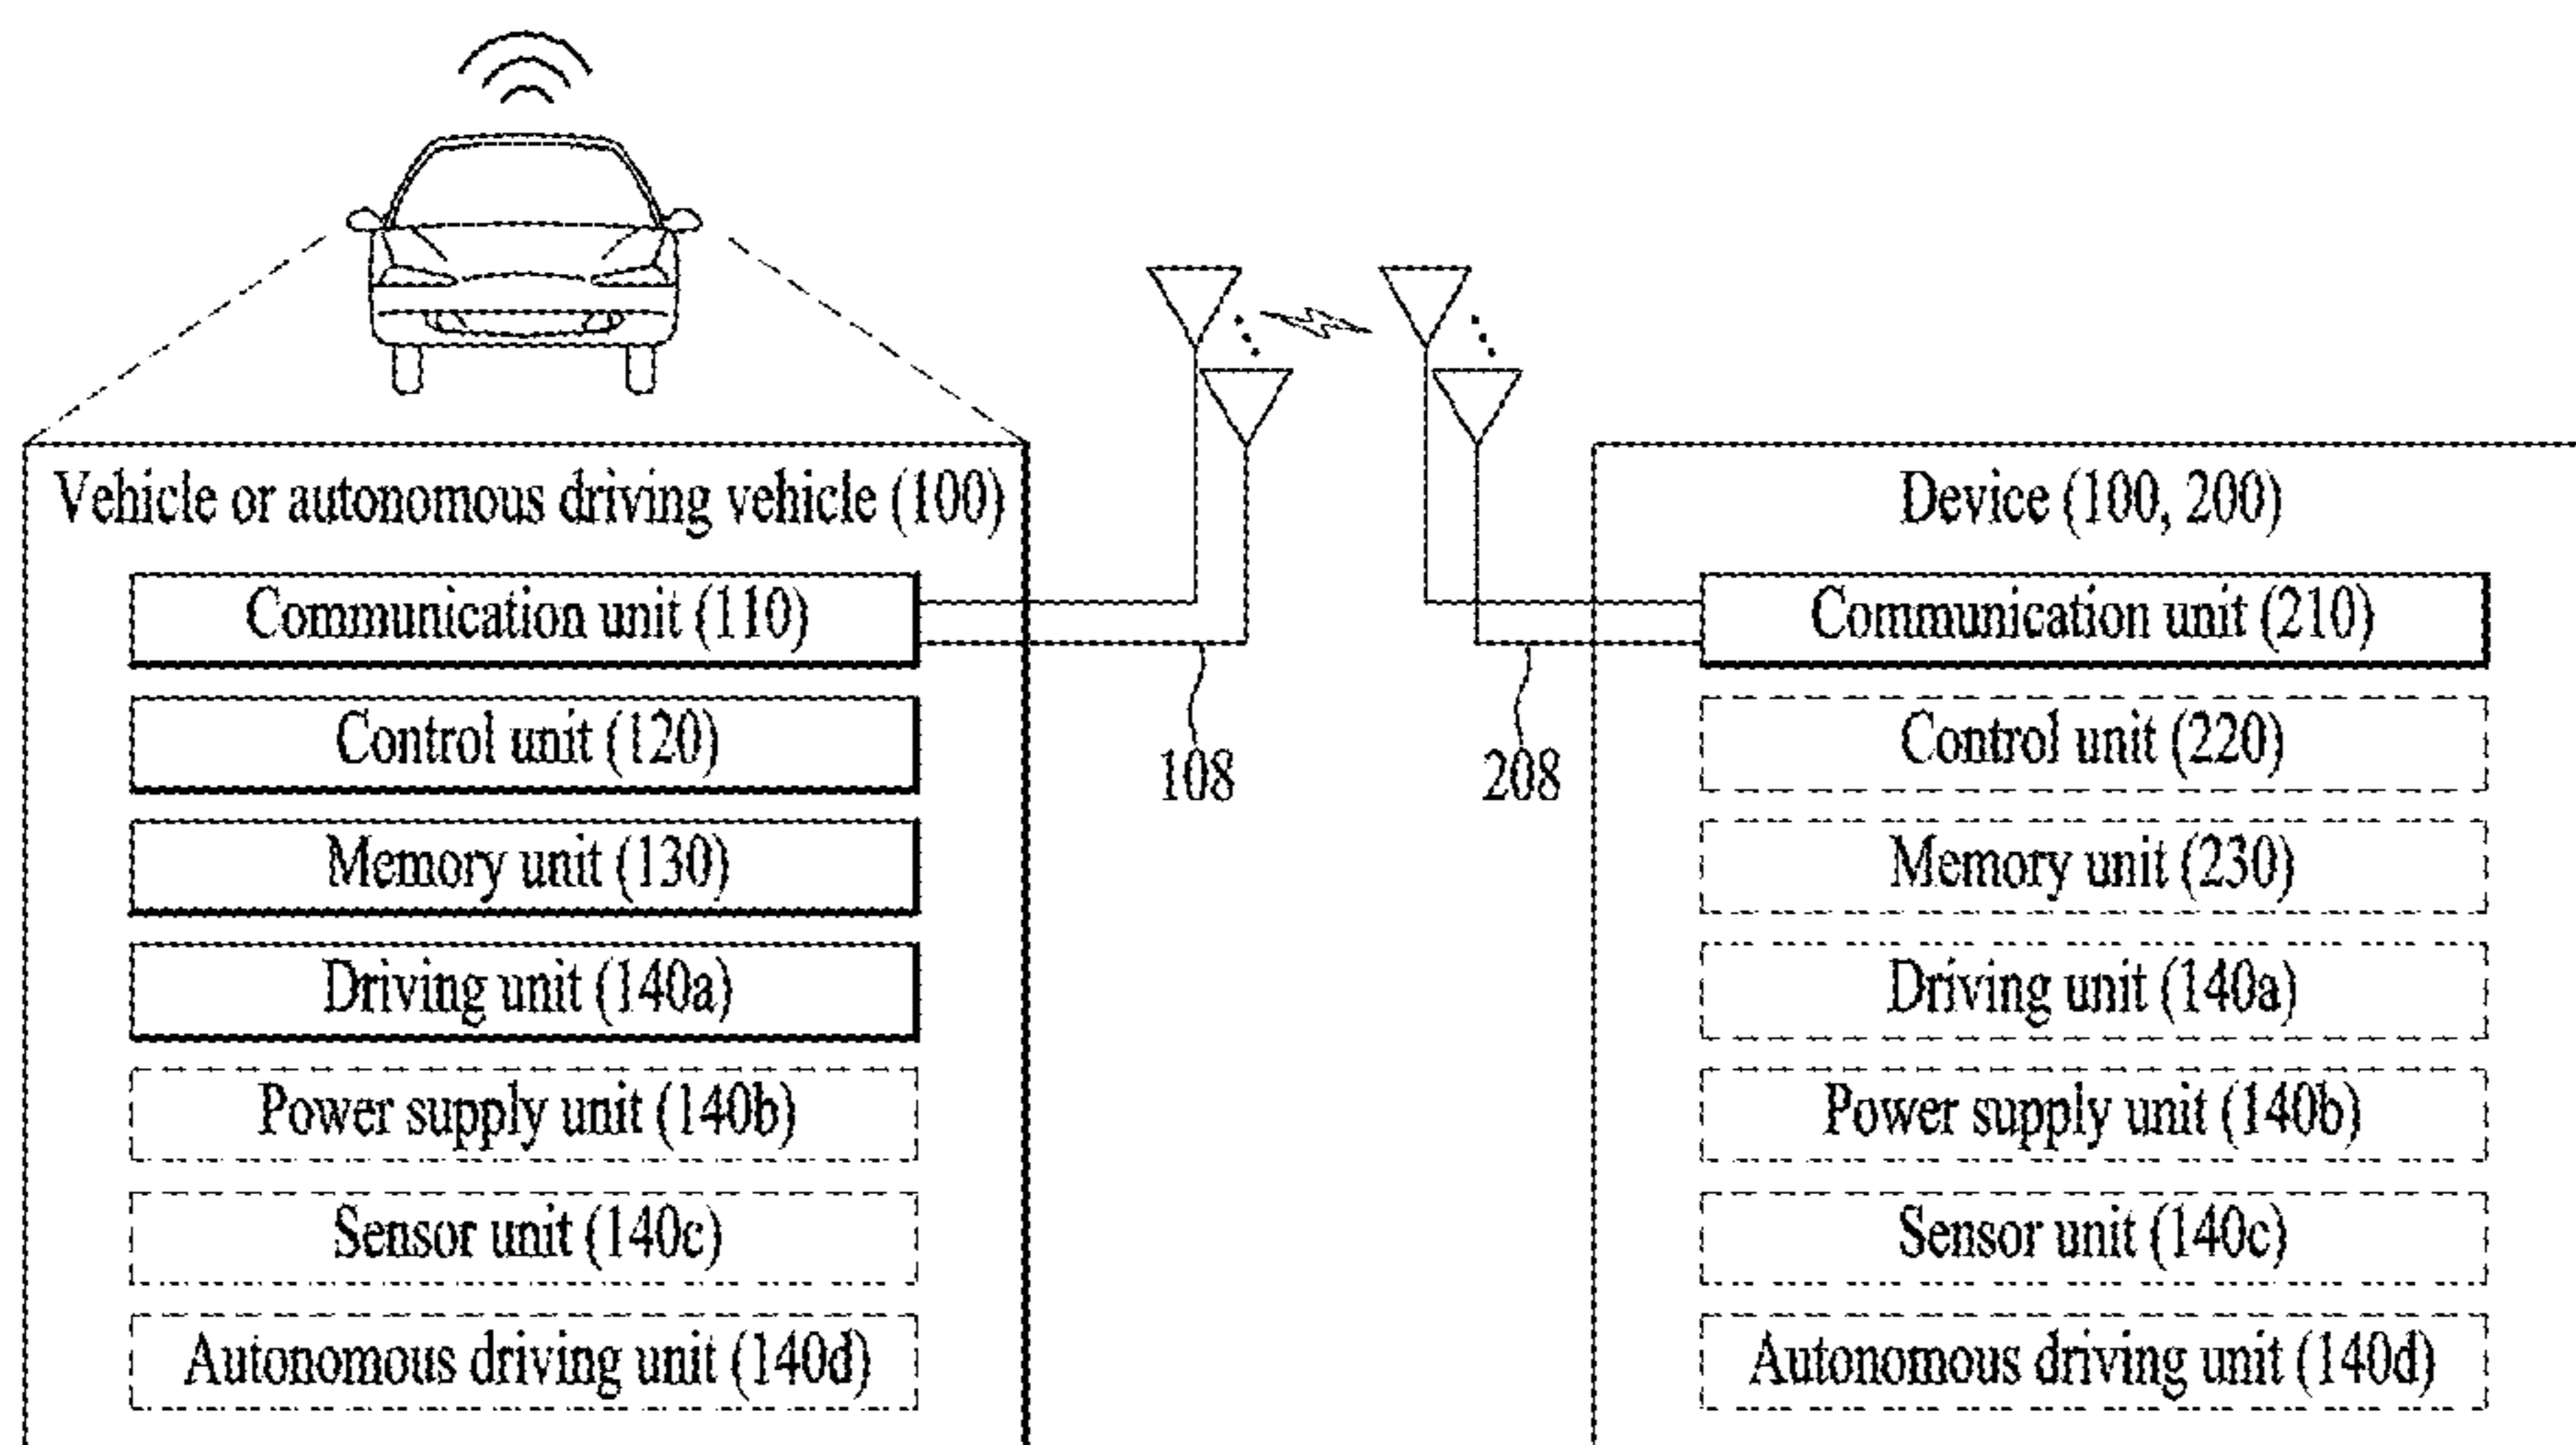 Vehicle or autonomous driving vehicle (100)
Communication unit (110)
Control unit (120)
Memory unit (130)
Driving unit (140a)
Power supply unit (140b)
Sensor unit (140c)
Autonomous driving unit (140d)
108
208
Device (100, 200)
Communication unit (210)
Control unit (220)
Memory unit (230)
Driving unit (140a)
Power supply unit (140b)
Sensor unit (140c)
Autonomous driving unit (140d)